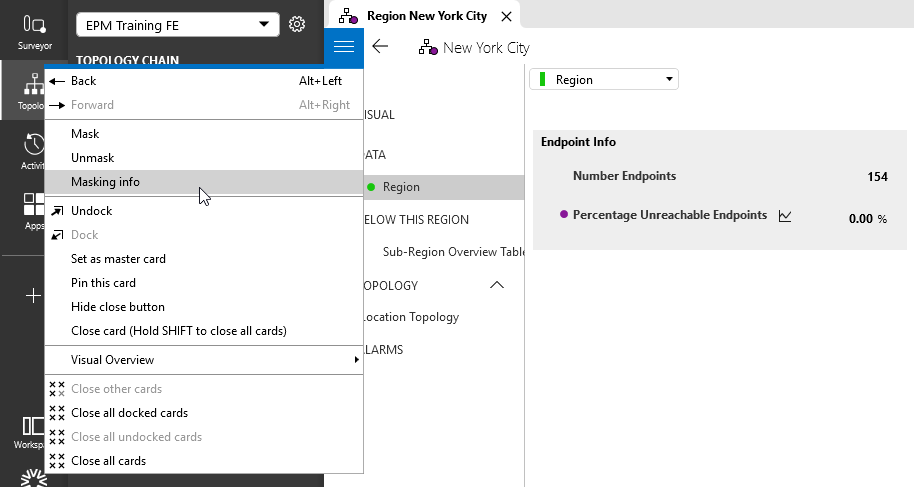 Surveyor
EPM Training FE
TOPOLOGY CHAIN
Region New York City
New York City
Topolo
Activi
Apps
Worksp
Back Alt+Left
Forward Alt+Right
Mask
Unmask
Masking info
Undock
Dock
Set as master card
Pin this card
Hide close button
Close card (Hold SHIFT to close all cards)
Visual Overview
Close other cards
Close all docked cards
Close all undocked cards
Close all cards
ISUAL
ATA
Region
ELOW THIS REGION
Sub-Region Overview Table
OPOLOGY
ocation Topology
LARMS
Region
Endpoint Info
Number Endpoints 154
Percentage Unreachable Endpoints 0.00 %